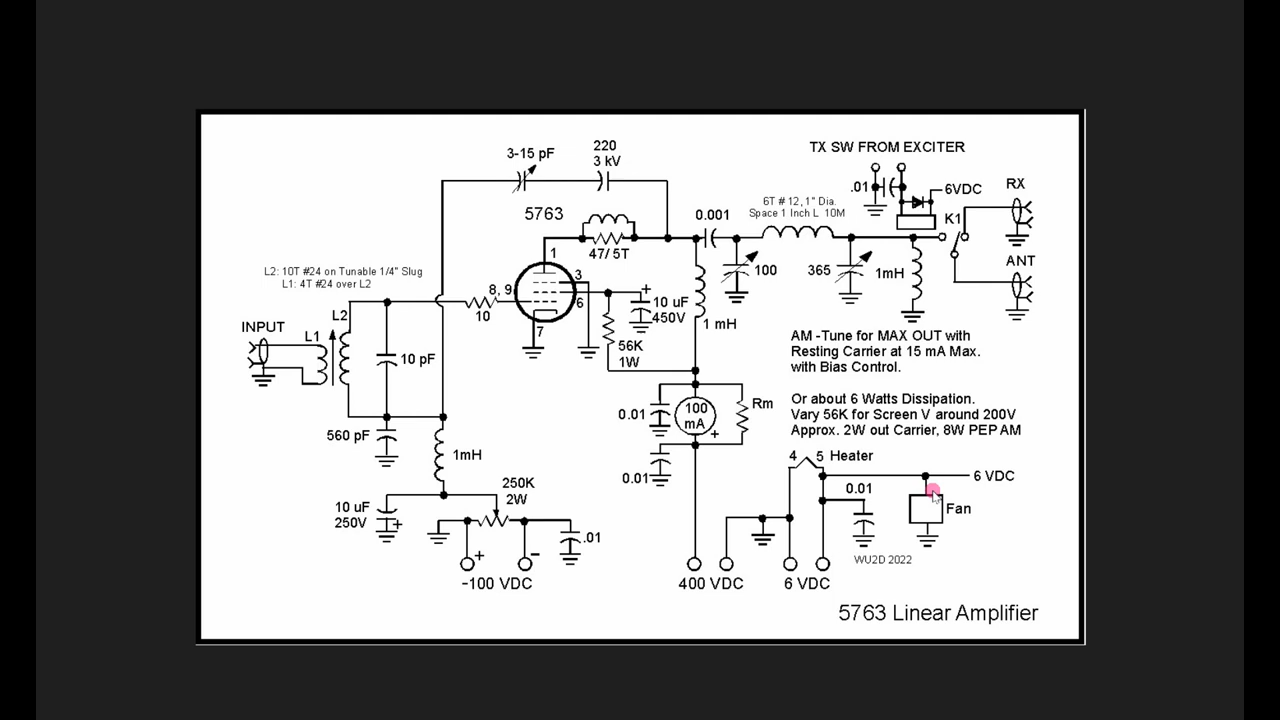 TX SW FROM EXCITER
3-15 pF
220
3 kV
.01
6VDC
RX
5763
6T # 12, 1" Dia.
Space 1 Inch L 10M
0.001
K1
47/ 5T
1
3
100
365
1mH
ANT
L2: 10T #24 on Tunable 1/4" Slug
L1: 4T #24 over L2
8, 9
10
6
+
10 uF
450V
7
1 mH
INPUT
L1
L2
10 pF
56K
1W
AM -Tune for MAX OUT with
Resting Carrier at 15 mA Max.
with Bias Control.
0.01
100
mA
+
Rm
Or about 6 Watts Dissipation.
Vary 56K for Screen V around 200V
Approx. 2W out Carrier, 8W PEP AM
560 pF
1mH
0.01
4 5 Heater
6 VDC
250K
2W
0.01
10 uF
250V
+
Fan
.01
+
-
WU2D 2022
-100 VDC
400 VDC
6 VDC
5763 Linear Amplifier